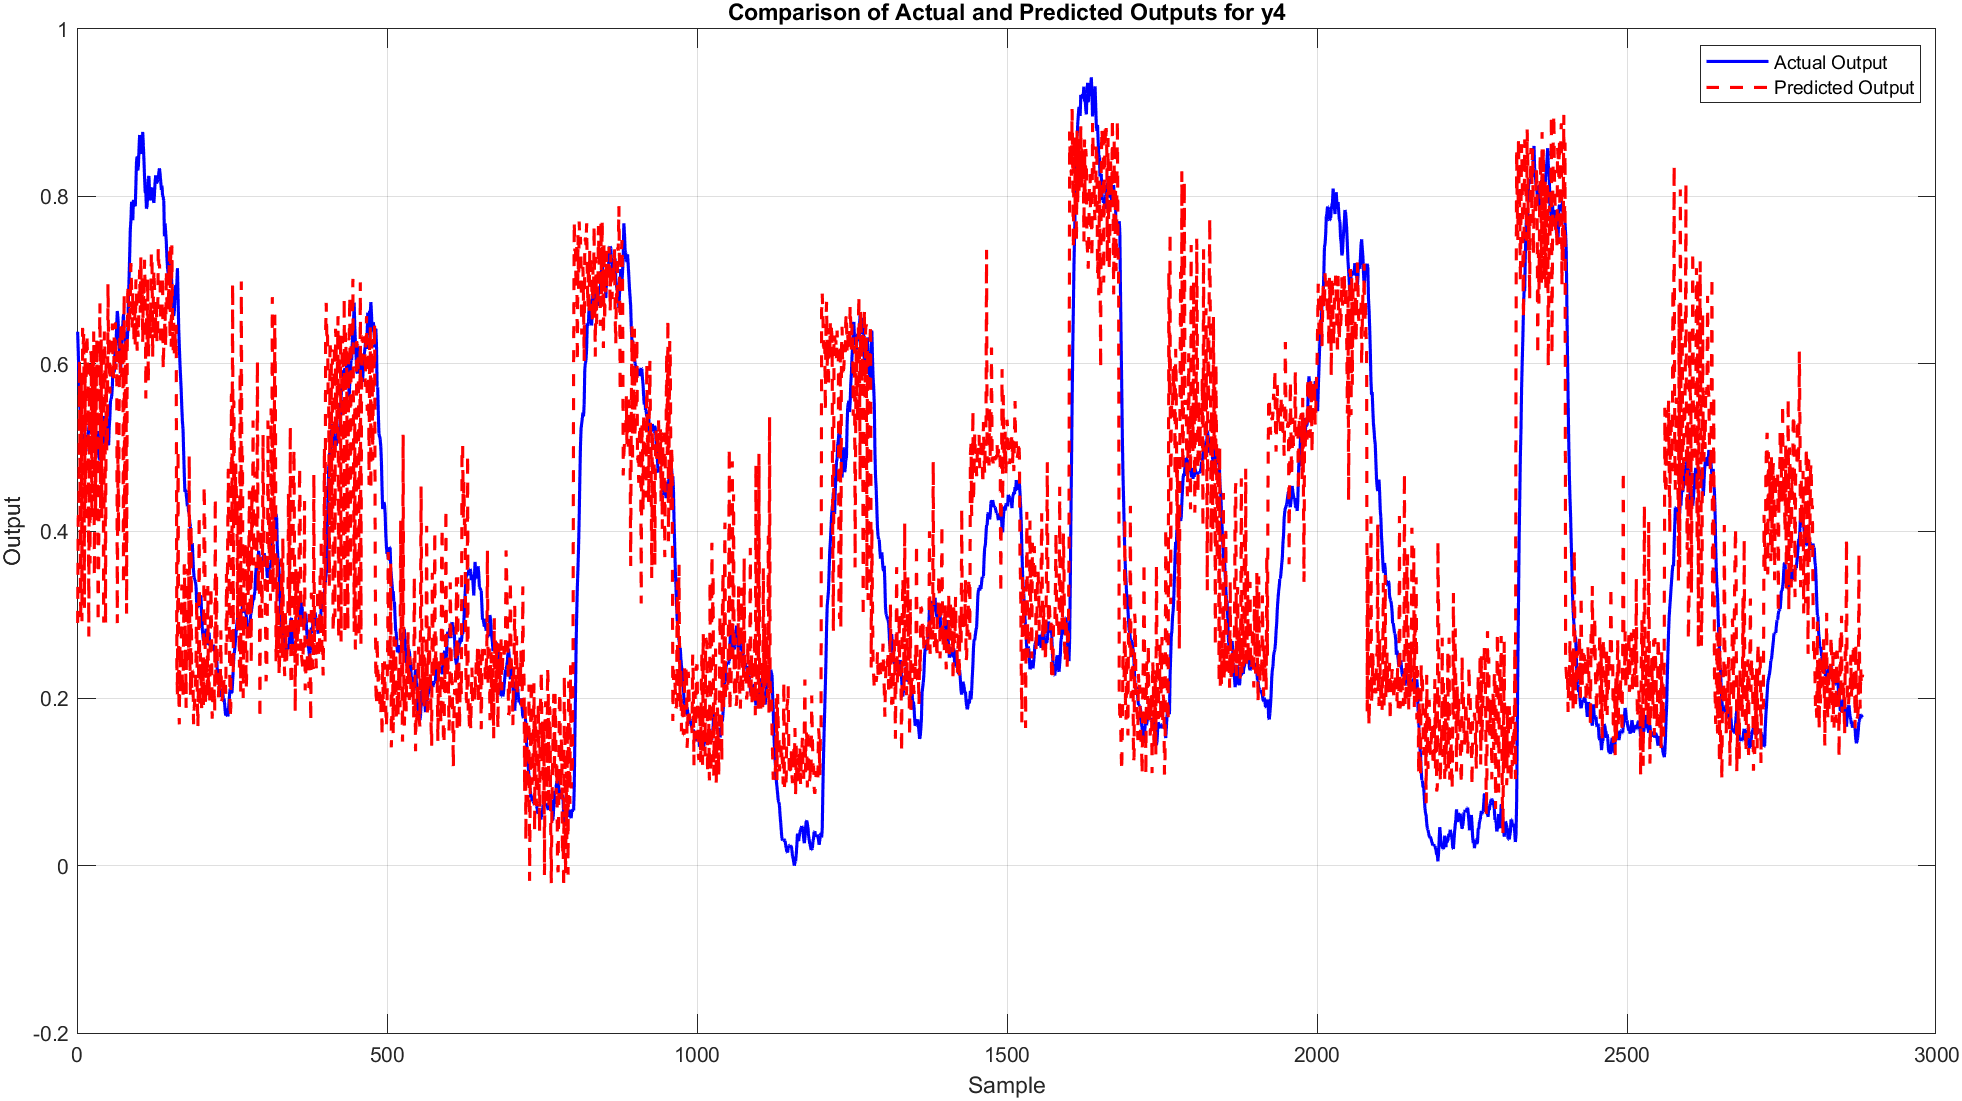 Comparison of Actual and Predicted Outputs for y4
1
0.8
0.6
0.4
0.2
0
-0.2
Output
Actual Output
Predicted Output
0 500 1000 1500 2000 2500 3000
Sample